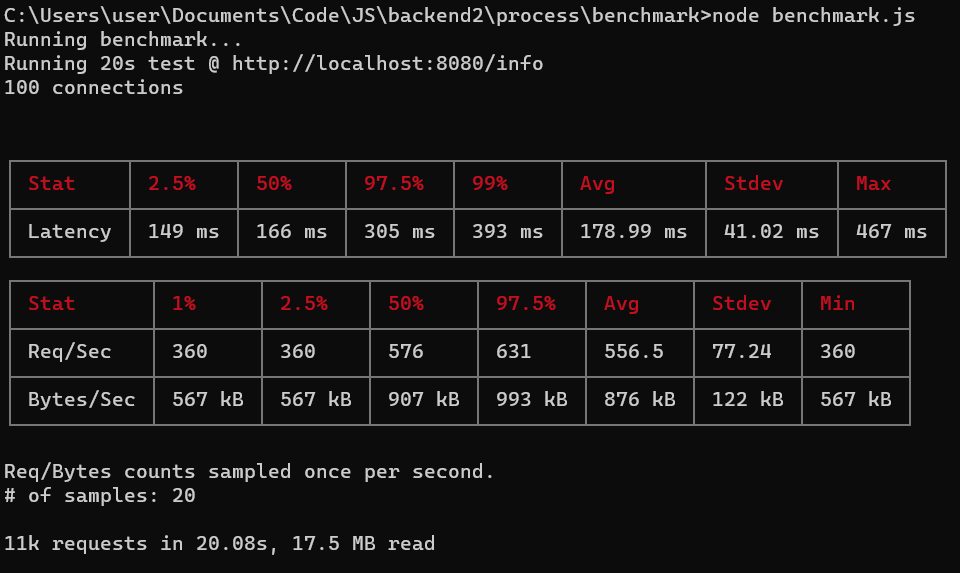 C:\Users\user\Documents\Code\JS\backend2\process\benchmark>node benchmark.js
Running benchmark...
Running 20s test @ http://localhost:8080/info
100 connections
Stat 2.5% 50% 97.5% 99% Avg Stdev Max
Latency 149 ms 166 ms 305 ms 393 ms 178.99 ms 41.02 ms 467 ms
Stat 1% 2.5% 50% 97.5% Avg Stdev Min
Req/Sec 360 360 576 631 556.5 77.24 360
Bytes/Sec 567 kB 567 kB 907 kB 993 kB 876 kB 122 kB 567 kB
Req/Bytes counts sampled once per second.
# of samples: 20
11k requests in 20.08s, 17.5 MB read